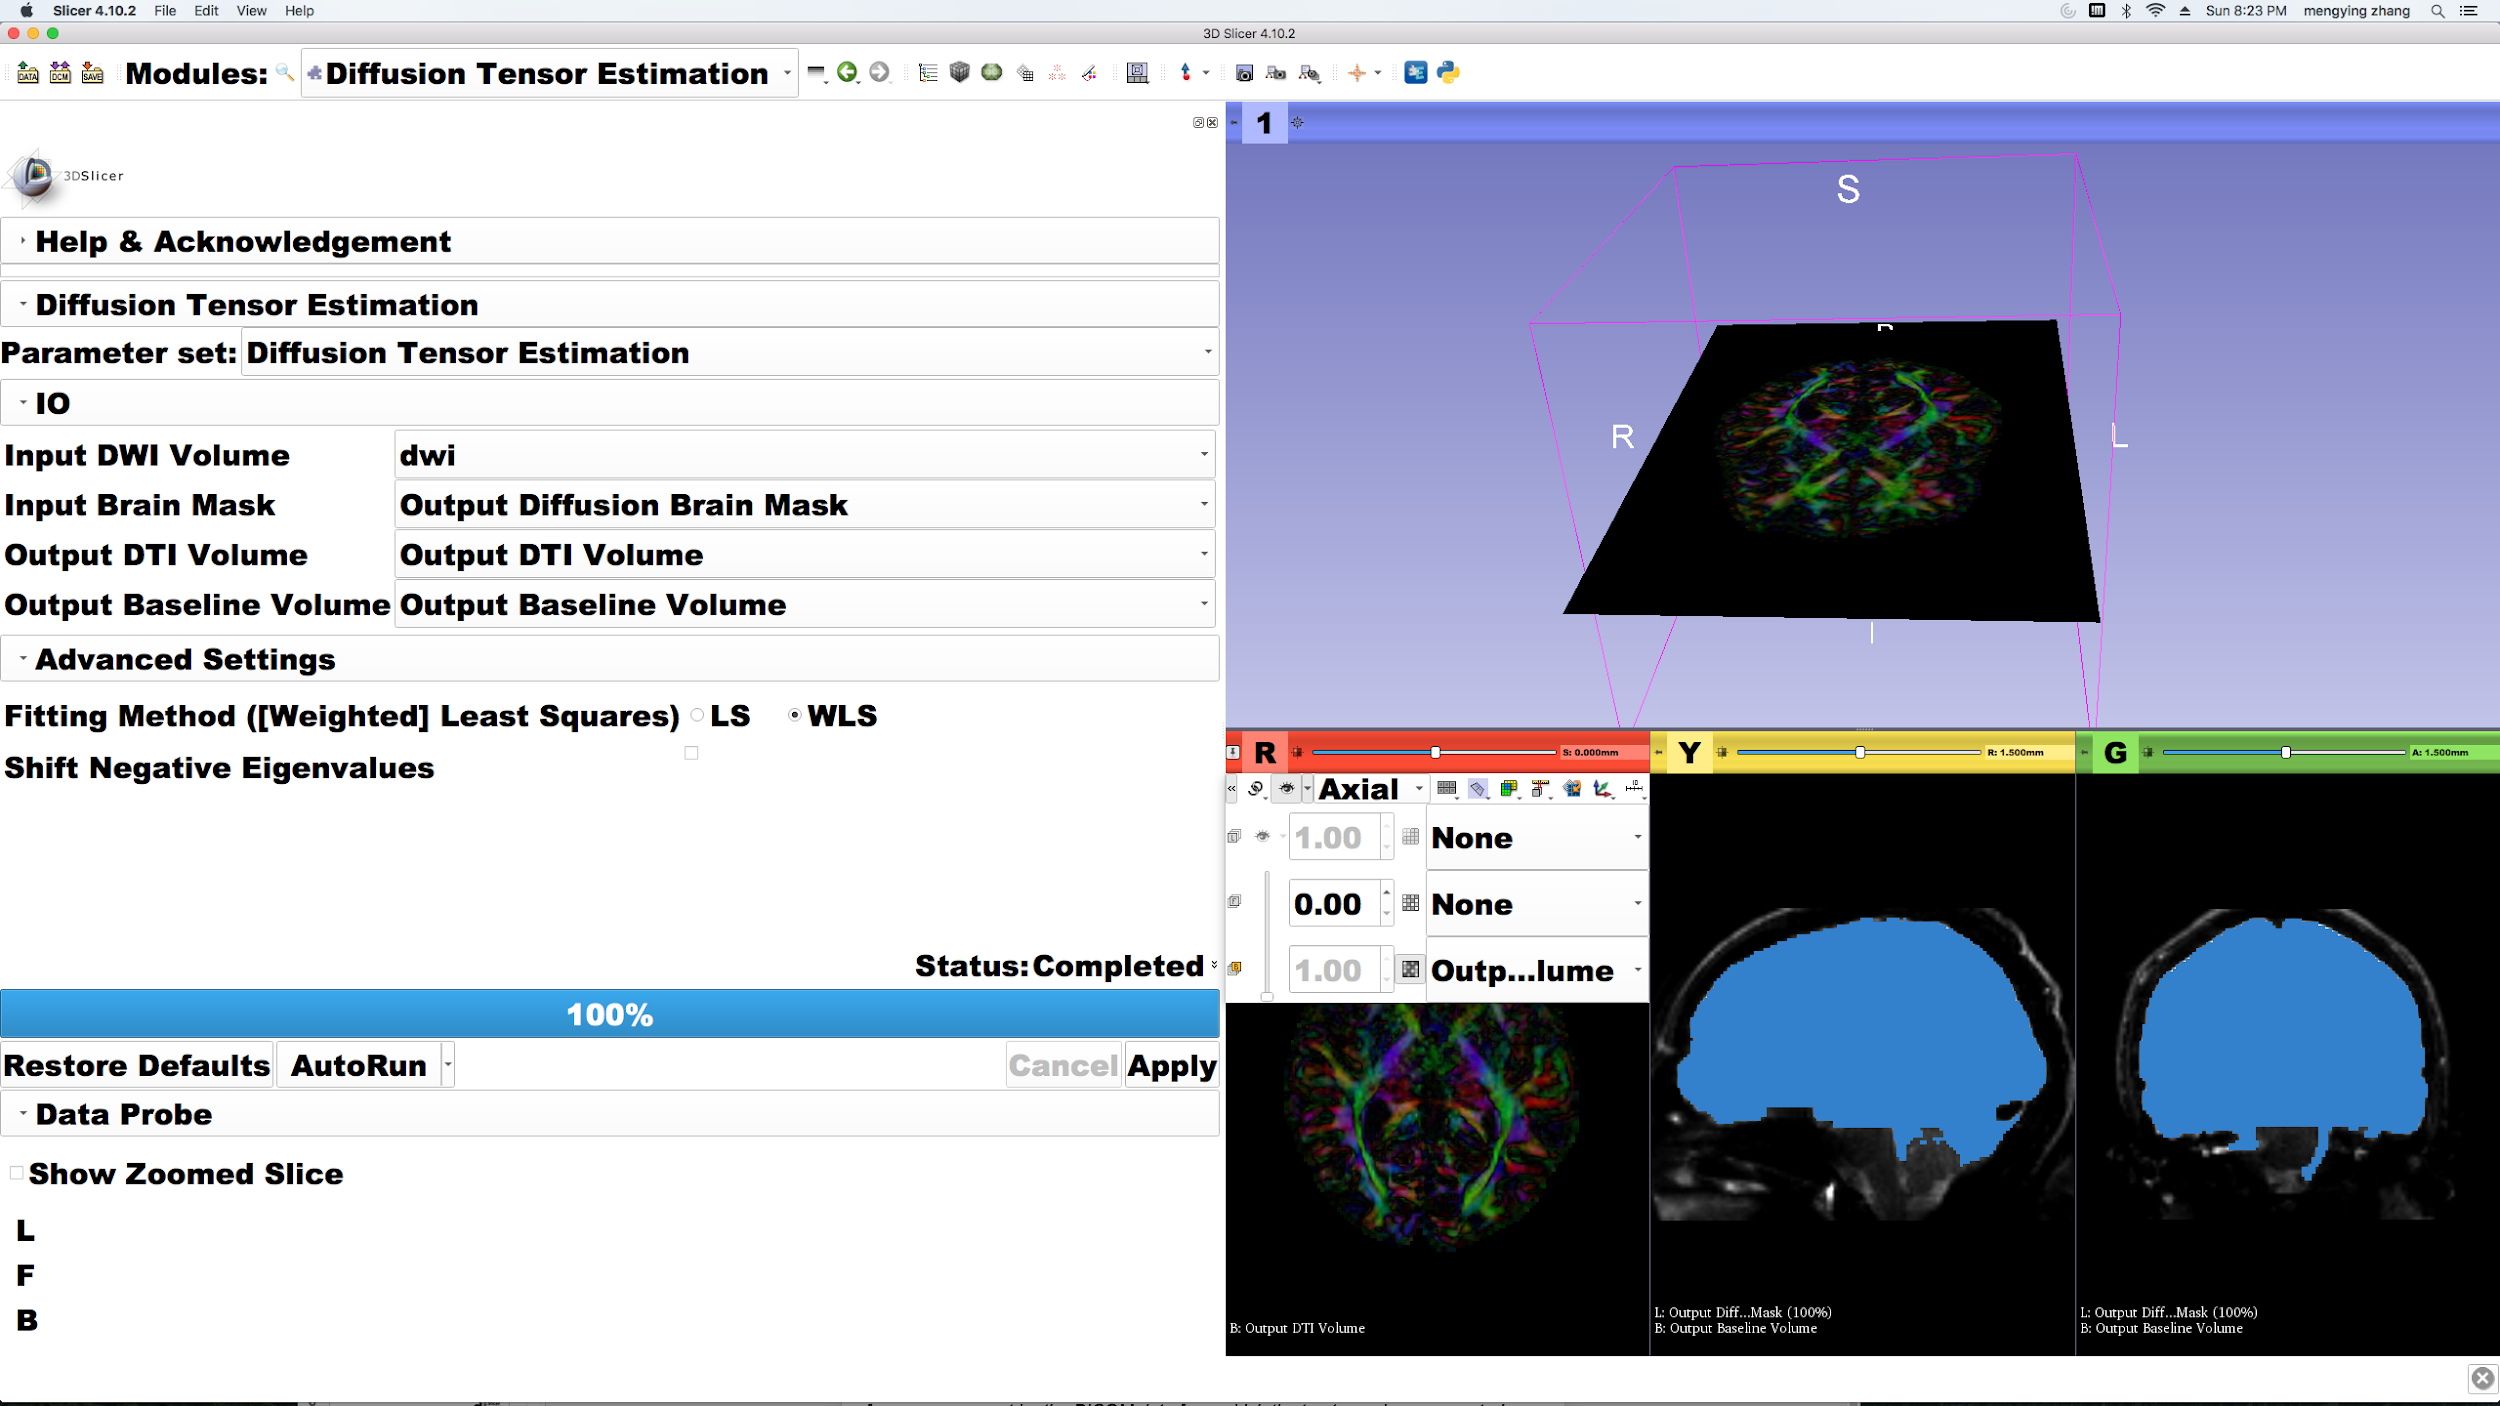 Slicer 4.10.2 File Edit View Help
Sun 8:23 PM mengying zhang
3D Slicer 4.10.2
DATA DCM SAVE Modules: Diffusion Tensor Estimation
1
3DSlicer
Help & Acknowledgement
Diffusion Tensor Estimation
Parameter set: Diffusion Tensor Estimation
IO
Input DWI Volume dwi
Input Brain Mask Output Diffusion Brain Mask
Output DTI Volume Output DTI Volume
Output Baseline Volume Output Baseline Volume
Advanced Settings
Fitting Method ([Weighted] Least Squares) LS WLS
Shift Negative Eigenvalues
Status: Completed
100%
Restore Defaults AutoRun Cancel Apply
Data Probe
Show Zoomed Slice
L
F
B
S
R
L
I
R S: 0.000mm
Axial
1.00 None
0.00 None
1.00 Outp...lume
B: Output DTI Volume
Y R: 1.500mm
L: Output Diff...Mask (100%)
B: Output Baseline Volume
G A: 1.500mm
L: Output Diff...Mask (100%)
B: Output Baseline Volume